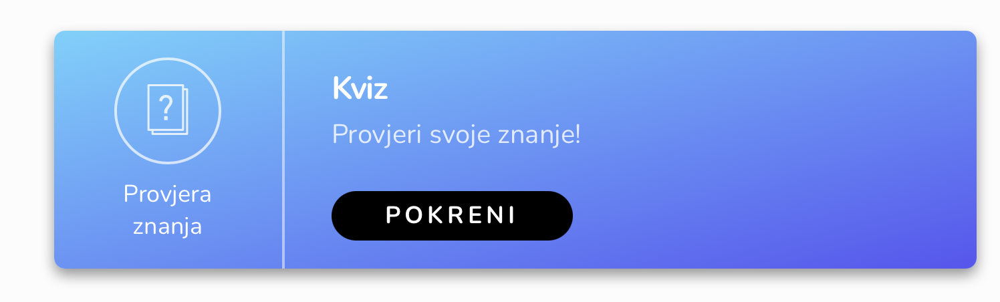 ?
Provjera
znanja
Kviz
Provjeri svoje znanje!
POKRENI